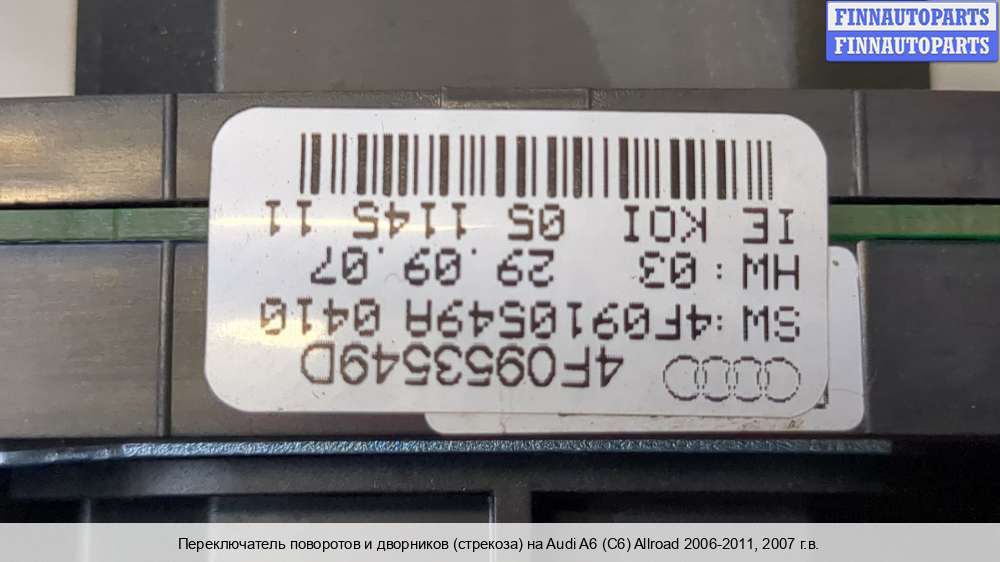 FINNAUTOPARTS
FINNAUTOPARTS
4F0953549D
SW:4F0910549A 0410
HW:03 29.09.07
IE KOI 05 1145 11
Переключатель поворотов и дворников (стрекоза) на Audi A6 (C6) Allroad 2006-2011, 2007 г.в.